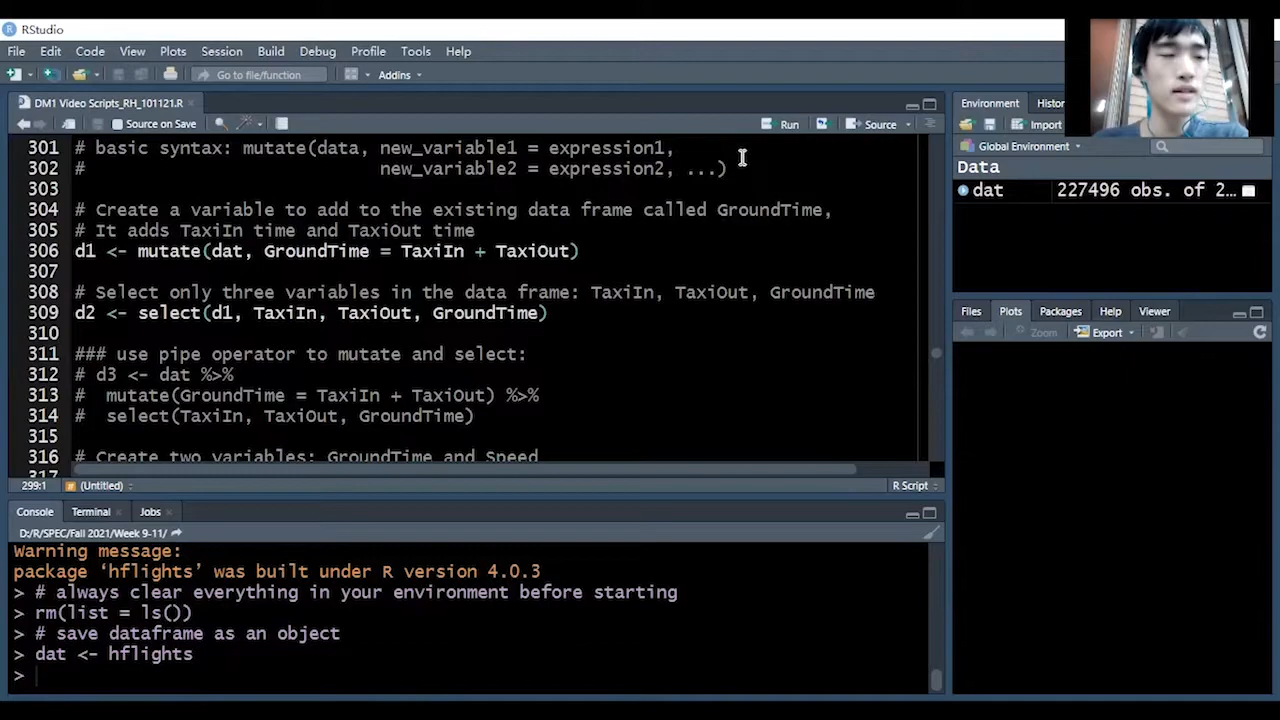 RStudio
File Edit Code View Plots Session Build Debug Profile Tools Help
Go to file/function Addins
DM1 Video Scripts_RH_101121.R
Source on Save Run Source
301 # basic syntax: mutate(data, new_variable1 = expression1,
302 # new_variable2 = expression2, ...)
303
304 # Create a variable to add to the existing data frame called GroundTime,
305 # It adds TaxiIn time and TaxiOut time
306 d1 <- mutate(dat, GroundTime = TaxiIn + TaxiOut)
307
308 # Select only three variables in the data frame: TaxiIn, TaxiOut, GroundTime
309 d2 <- select(d1, TaxiIn, TaxiOut, GroundTime)
310
311 ### use pipe operator to mutate and select:
312 # d3 <- dat %>%
313 # mutate(GroundTime = TaxiIn + TaxiOut) %>%
314 # select(TaxiIn, TaxiOut, GroundTime)
315
316 # Create two variables: GroundTime and Speed
317
299:1 (Untitled) R Script
Console Terminal Jobs
D:/R/SPEC/Fall 2021/Week 9-11/
Warning message:
package ‘hflights’ was built under R version 4.0.3
> # always clear everything in your environment before starting
> rm(list = ls())
> # save dataframe as an object
> dat <- hflights
>
Environment Histor
Import
Global Environment
Data
dat 227496 obs. of 2…
Files Plots Packages Help Viewer
Zoom Export